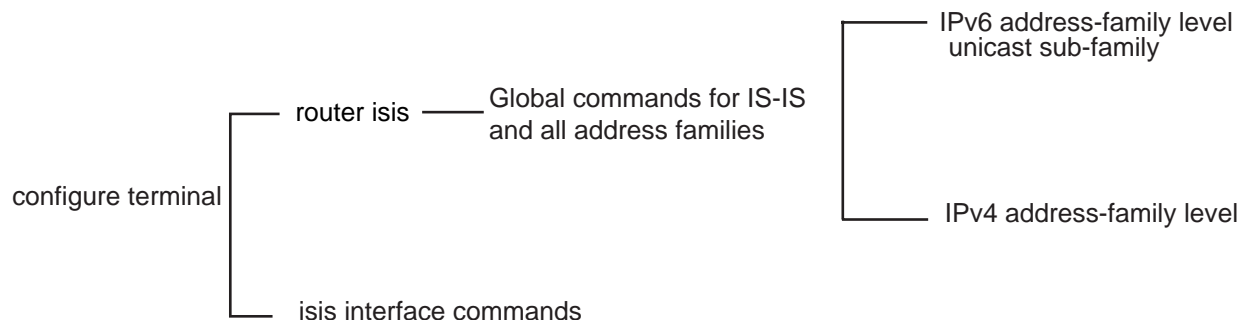 configure terminal
router isis
Global commands for IS-IS
and all address families
IPv6 address-family level
unicast sub-family
IPv4 address-family level
isis interface commands